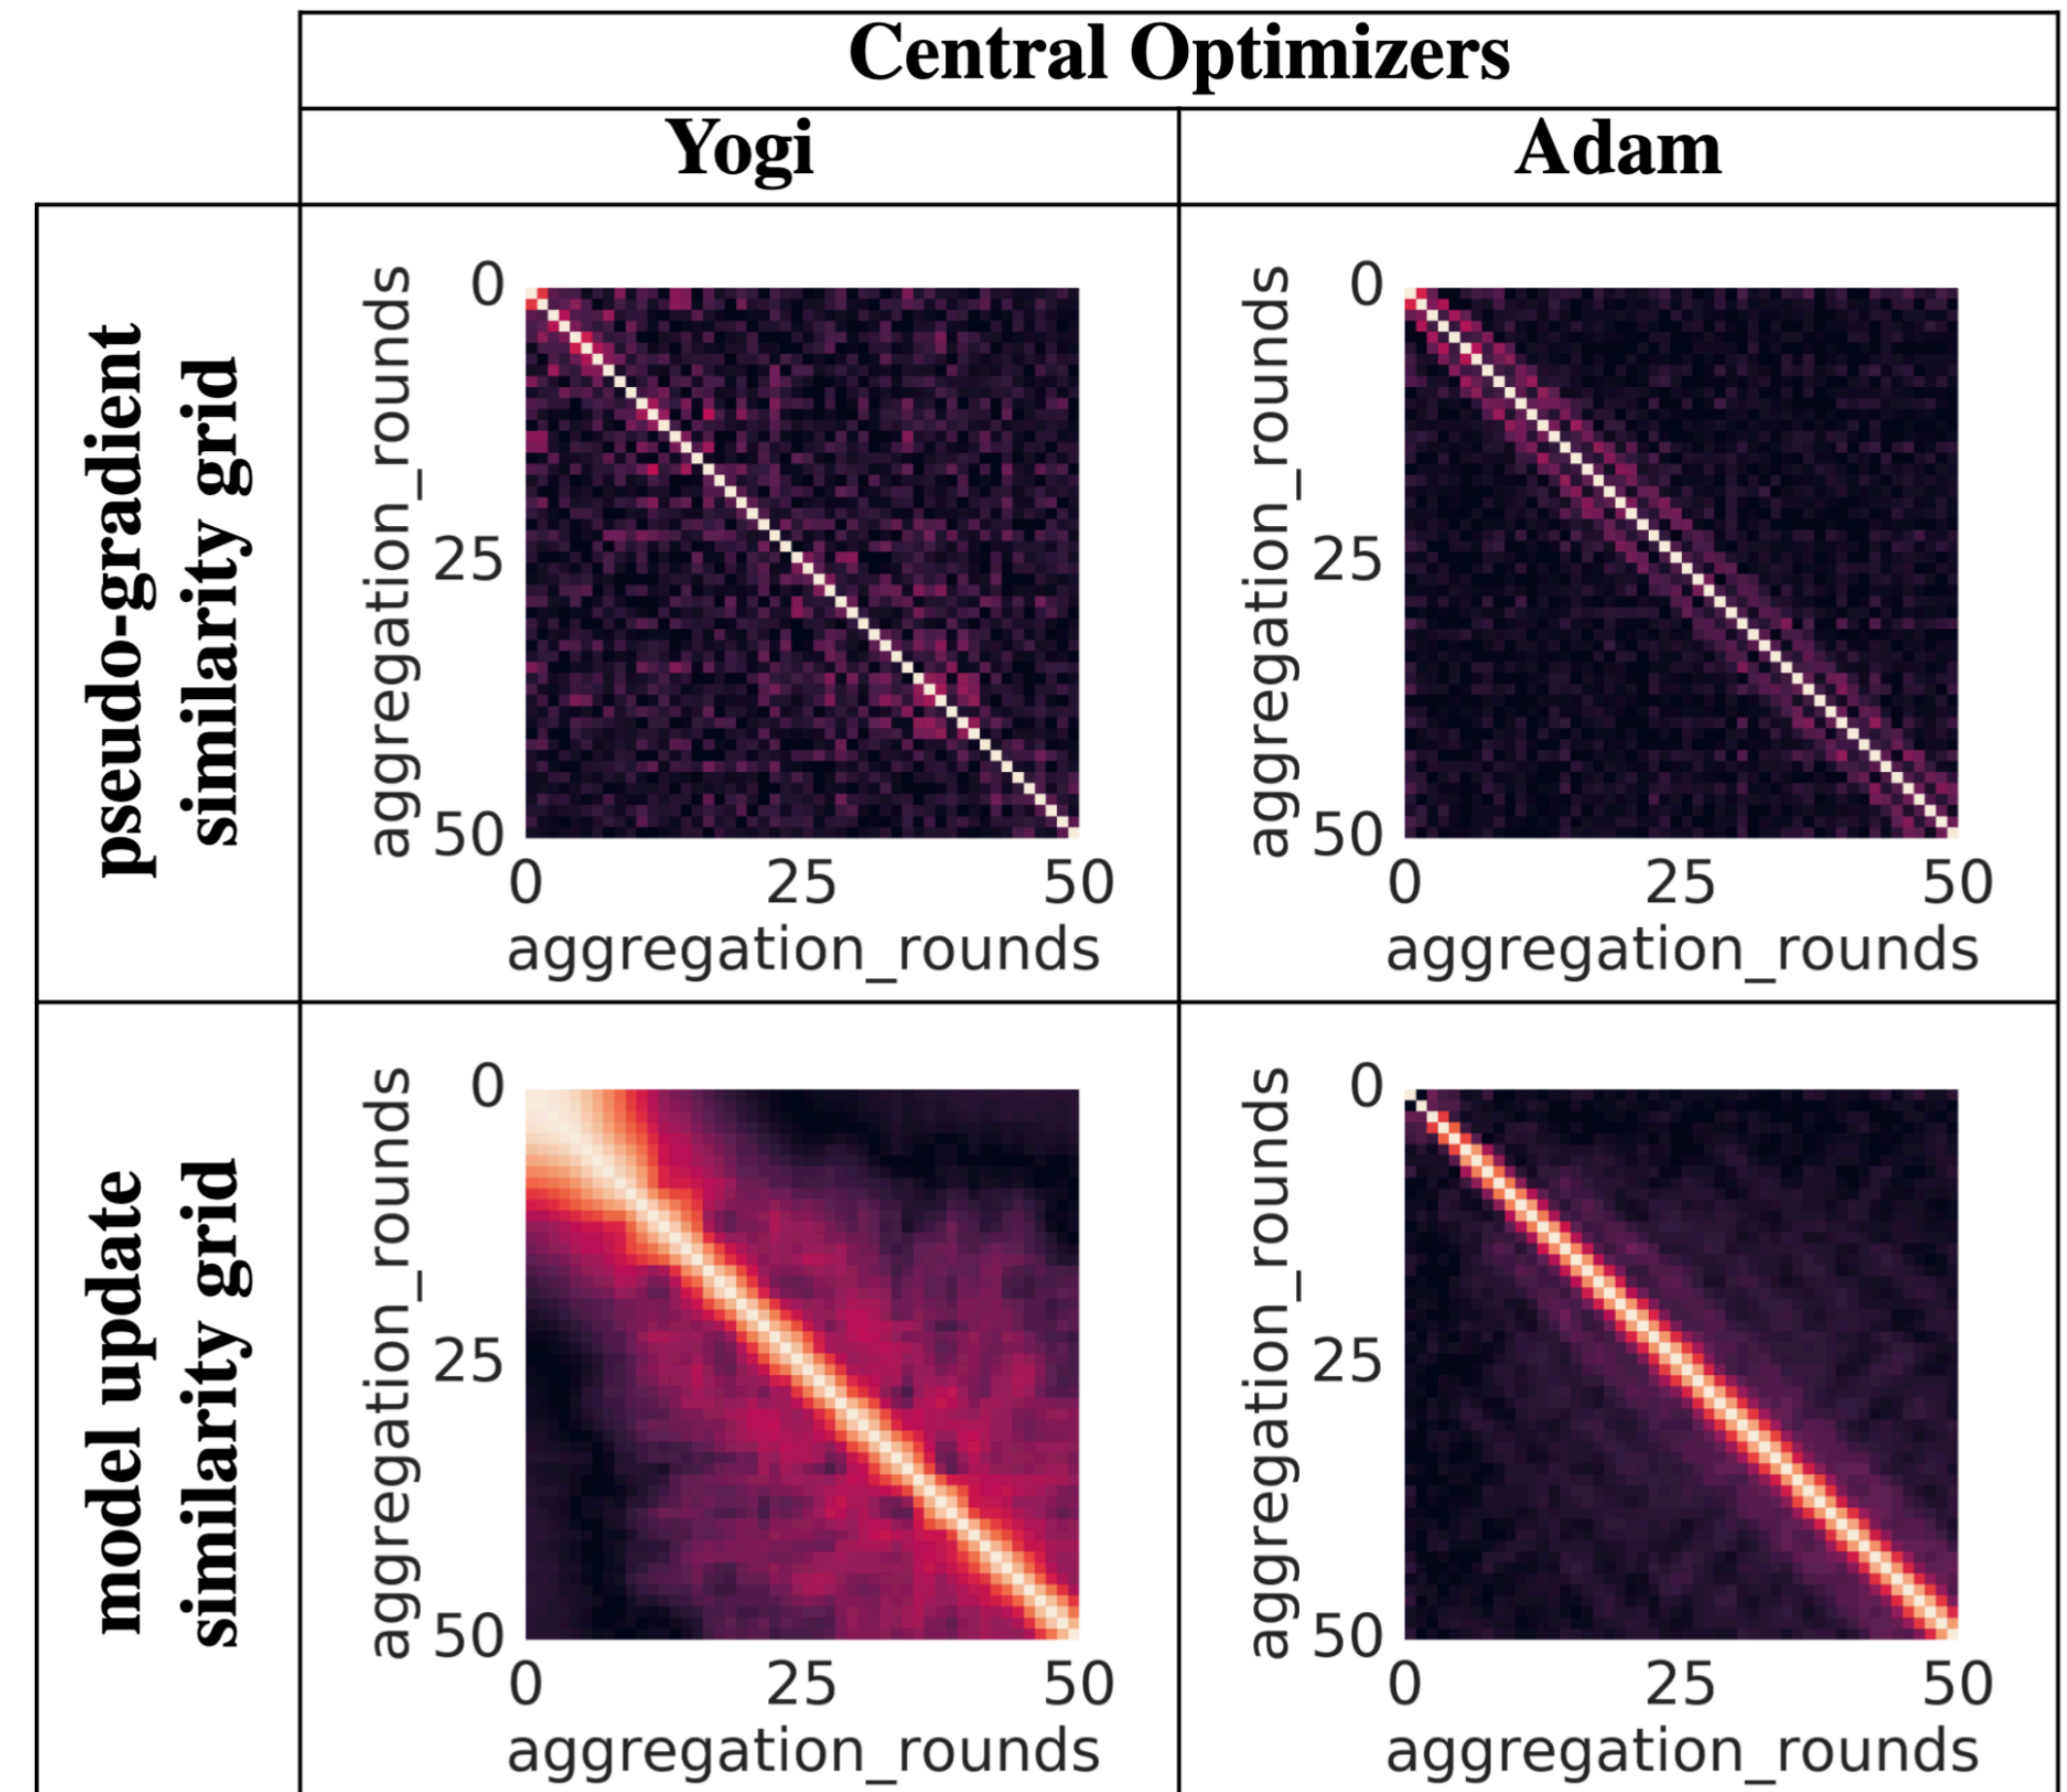 Central Optimizers
Yogi
Adam
pseudo-gradient
similarity grid
aggregation_rounds
0
25
50
0
25
50
aggregation_rounds
aggregation_rounds
0
25
50
0
25
50
aggregation_rounds
model update
similarity grid
aggregation_rounds
0
25
50
0
25
50
aggregation_rounds
aggregation_rounds
0
25
50
0
25
50
aggregation_rounds